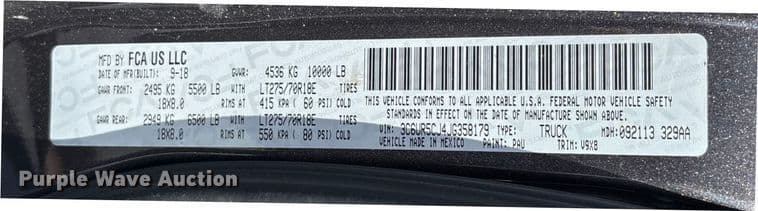 MFD BY FCA US LLC
DATE OF MFR(BUILT): 9-18 GVWR: 4536 KG 10000 LB
GAWR FRONT: 2495 KG 5500 LB WITH LT275/70R18E TIRES
18X8.0 RIMS AT 415 KPA ( 60 PSI) COLD
GAWR REAR: 2949 KG 6500 LB WITH LT275/70R18E TIRES
18X8.0 RIMS AT 550 KPA ( 80 PSI) COLD
THIS VEHICLE CONFORMS TO ALL APPLICABLE U.S.A. FEDERAL MOTOR VEHICLE SAFETY
STANDARDS IN EFFECT ON THE DATE OF MANUFACTURE SHOWN ABOVE.
VIN: 3C6UR5CJ4JG358179 TYPE: TRUCK MDH:092113 329AA
VEHICLE MADE IN MEXICO PAINT: PAU TRIM: V9X8
Purple Wave Auction